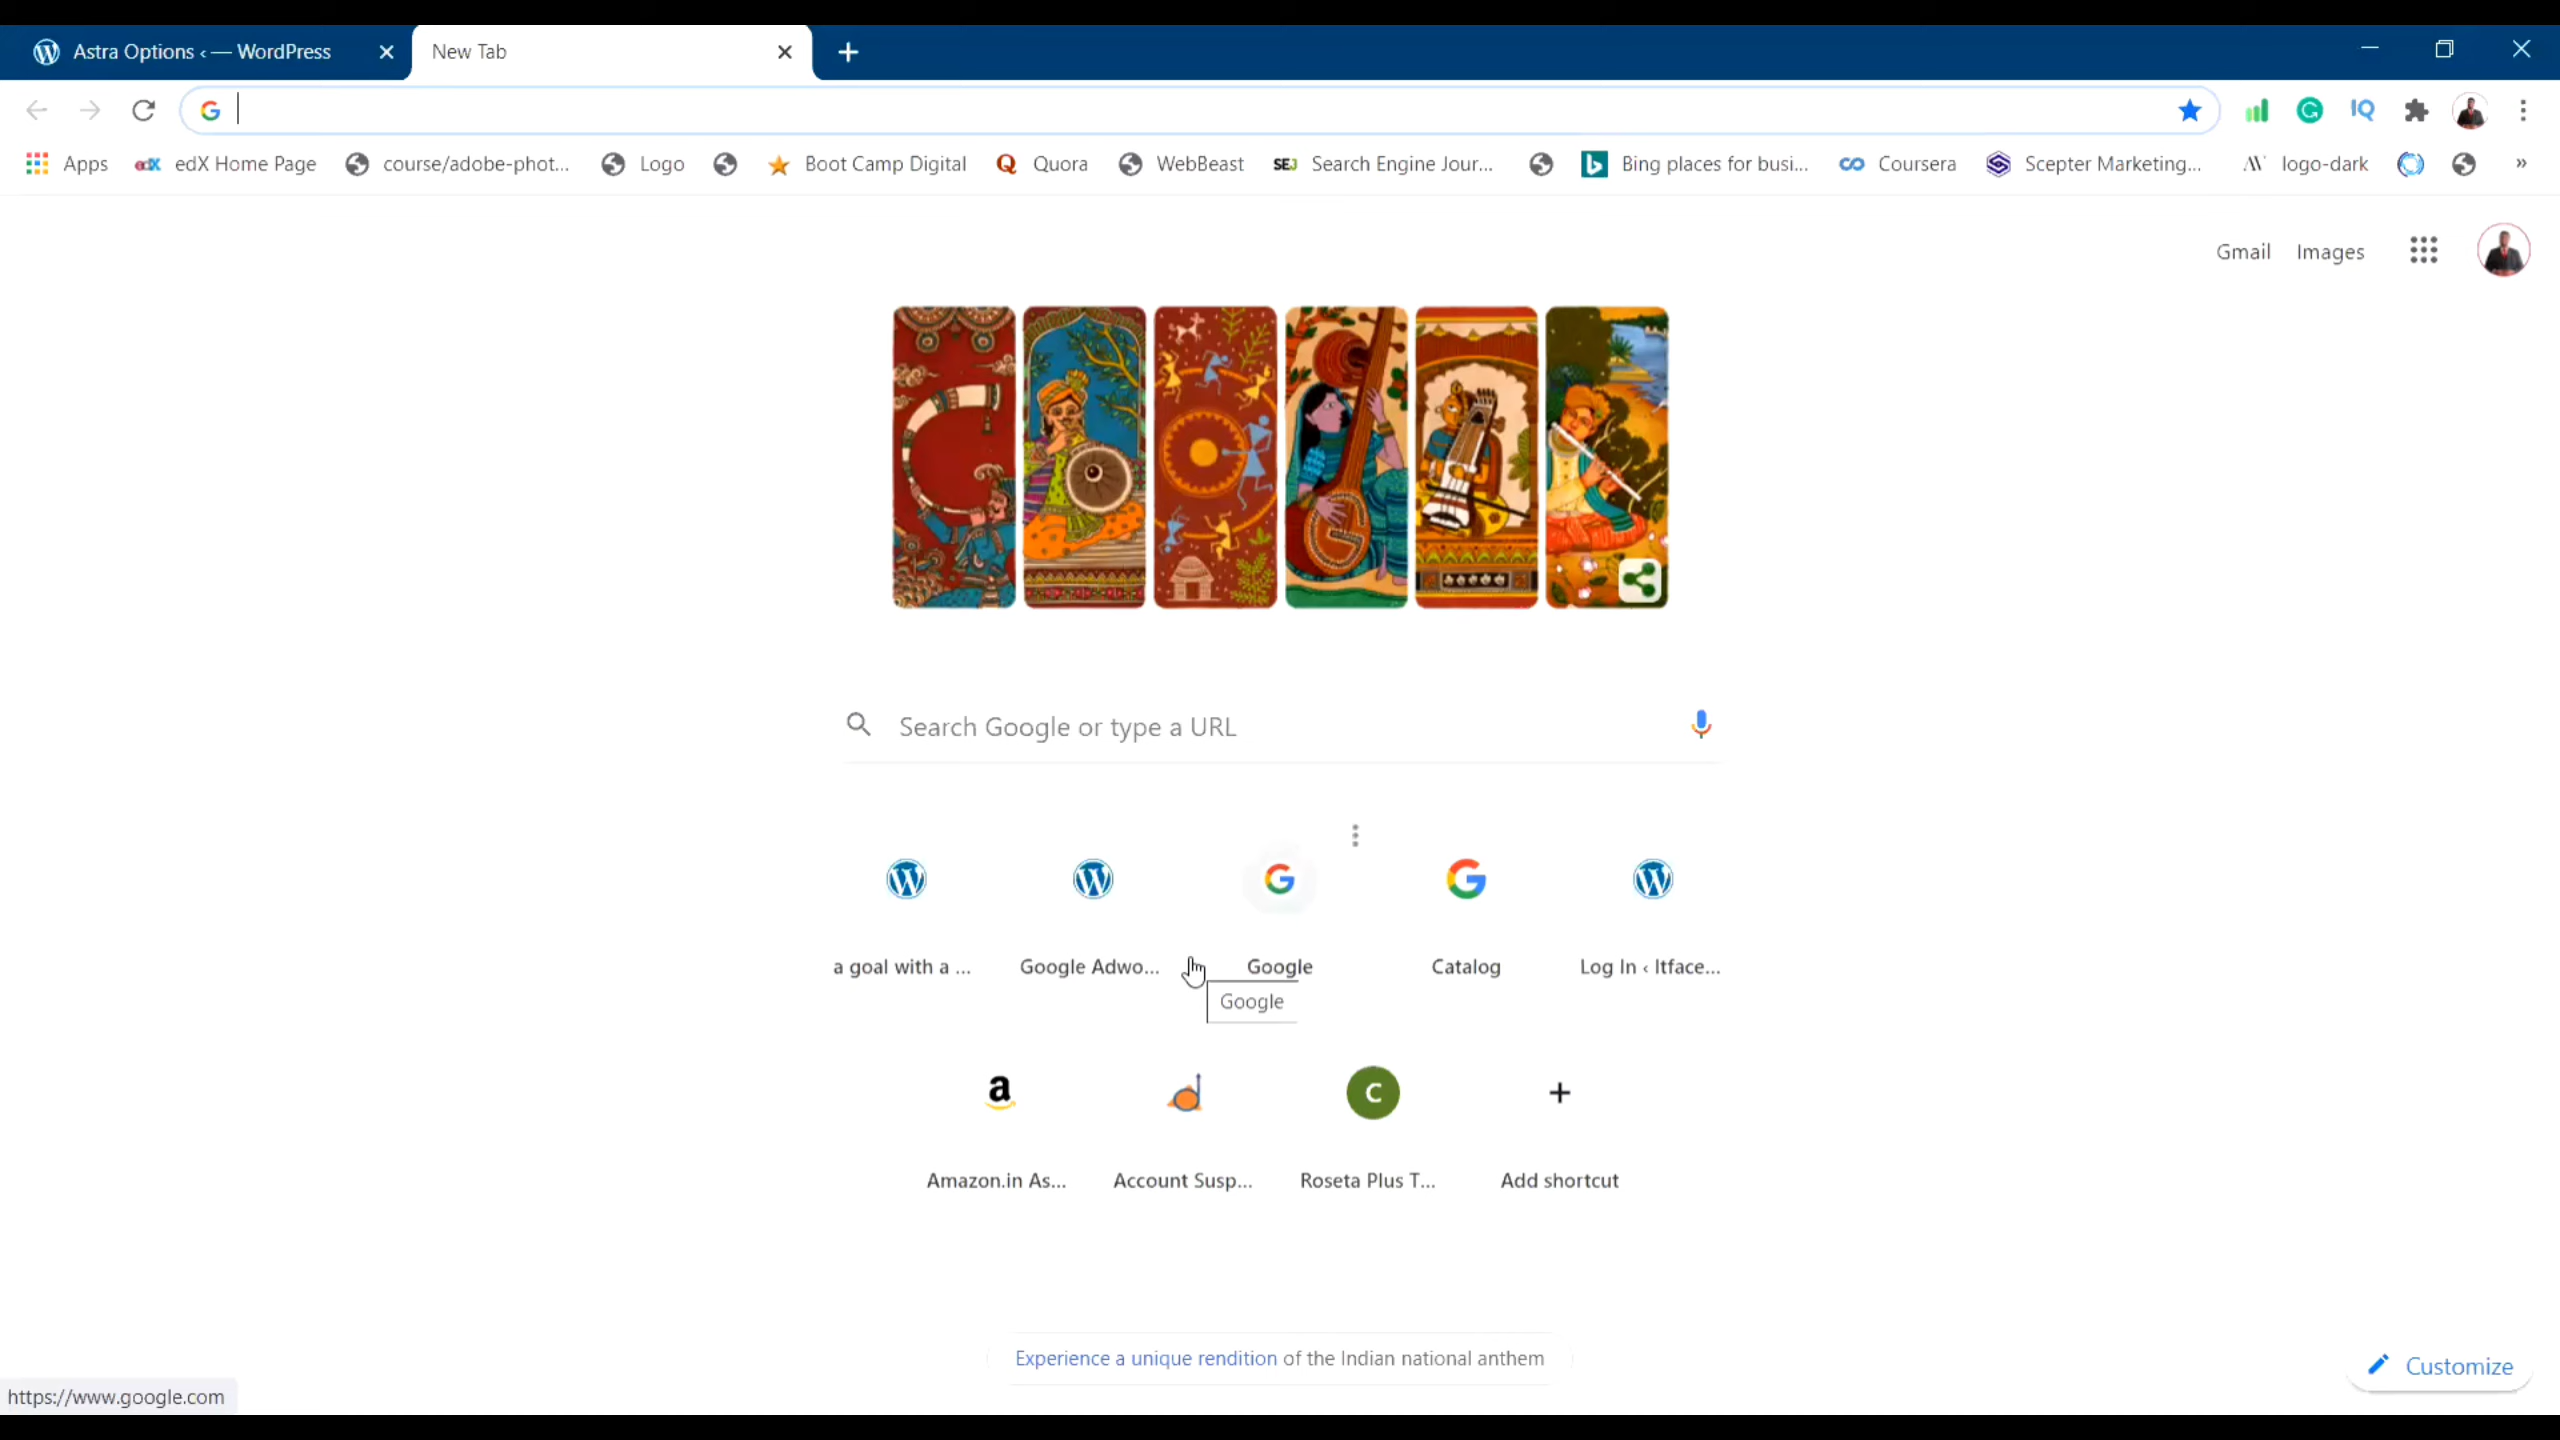 Astra Options ‹ — WordPress
New Tab
Apps
edX Home Page
course/adobe-phot...
Logo
Boot Camp Digital
Quora
WebBeast
SEJ
Search Engine Jour...
Bing places for busi...
Coursera
Scepter Marketing...
logo-dark
Gmail
Images
Search Google or type a URL
a goal with a ...
Google Adwo...
Google
Catalog
Log In ‹ Itface...
Google
Amazon.in As...
Account Susp...
Roseta Plus T...
Add shortcut
Experience a unique rendition of the Indian national anthem
Customize
https://www.google.com